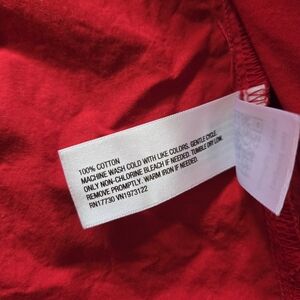 100% COTTON
MACHINE WASH COLD WITH LIKE COLORS. GENTLE CYCLE.
ONLY NON-CHLORINE BLEACH IF NEEDED. TUMBLE DRY LOW.
REMOVE PROMPTLY. WARM IRON IF NEEDED.
RN17730 VN1973122